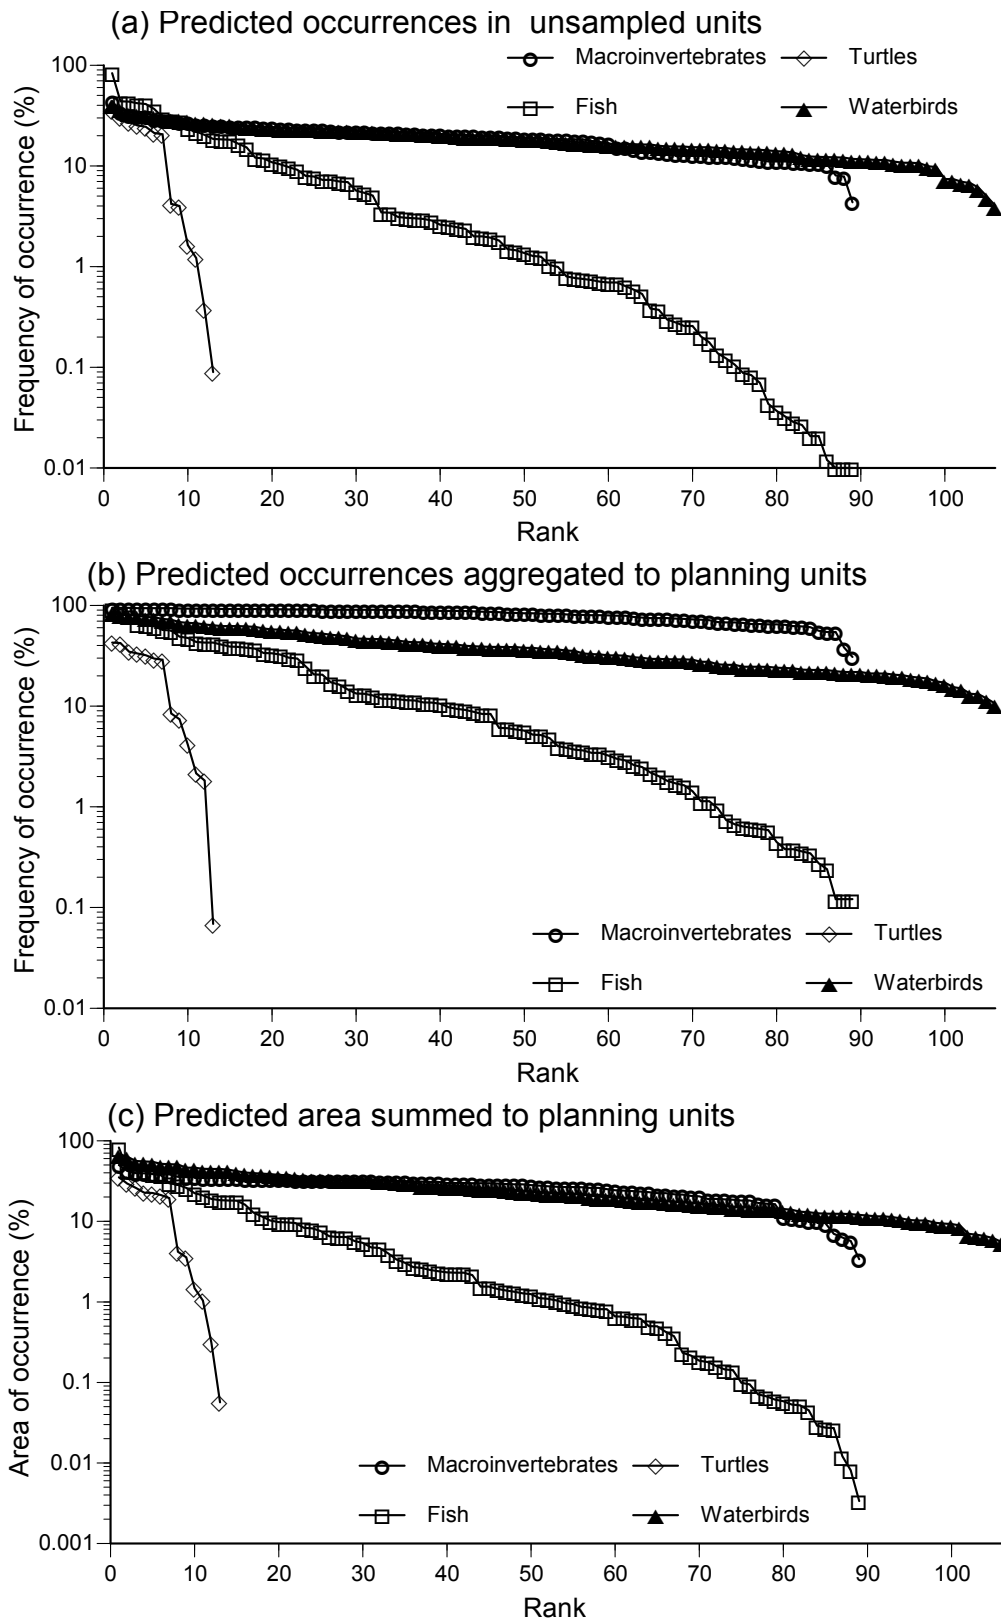 (a) Predicted occurrences in unsampled units
Macroinvertebrates
Turtles
Fish
Waterbirds
Frequency of occurrence (%)
100
10
1
0.1
0.01
0 10 20 30 40 50 60 70 80 90 100
Rank
(b) Predicted occurrences aggregated to planning units
Frequency of occurrence (%)
100
10
1
0.1
0.01
Macroinvertebrates
Turtles
Fish
Waterbirds
0 10 20 30 40 50 60 70 80 90 100
Rank
(c) Predicted area summed to planning units
Area of occurrence (%)
100
10
1
0.1
0.01
0.001
Macroinvertebrates
Turtles
Fish
Waterbirds
0 10 20 30 40 50 60 70 80 90 100
Rank